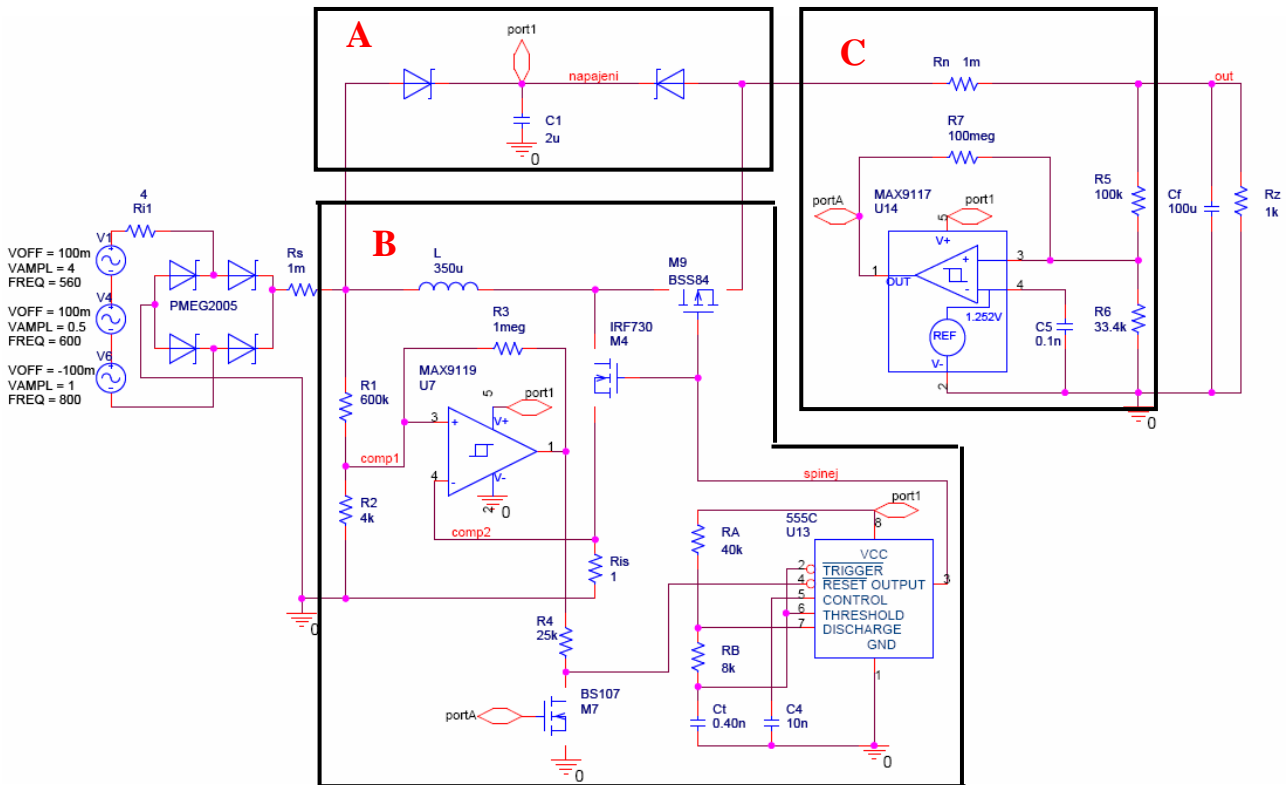 A
port1
napajeni
C1
2u
0
C
Rn 1m
out
R7
100meg
MAX9117
U14
portA
port1
5
V+
3
+
1
OUT
-
4
1.252V
REF
V-
2
C5
0.1n
R5
100k
R6
33.4k
Cf
100u
Rz
1k
0
4
Ri1
V1
VOFF = 100m
VAMPL = 4
FREQ = 560
V4
VOFF = 100m
VAMPL = 0.5
FREQ = 600
V6
VOFF = -100m
VAMPL = 1
FREQ = 800
PMEG2005
Rs
1m
0
B
L
350u
M9
BSS84
R3
1meg
IRF730
M4
MAX9119
U7
5
port1
V+
3
+
1
4
-
V-
2
0
R1
600k
comp1
R2
4k
comp2
Ris
1
spinej
R4
25k
BS107
M7
portA
0
RA
40k
RB
8k
Ct
0.40n
C4
10n
port1
555C
U13
8
VCC
2
TRIGGER
4
RESET OUTPUT
3
5
CONTROL
6
THRESHOLD
7
DISCHARGE
GND
1
0